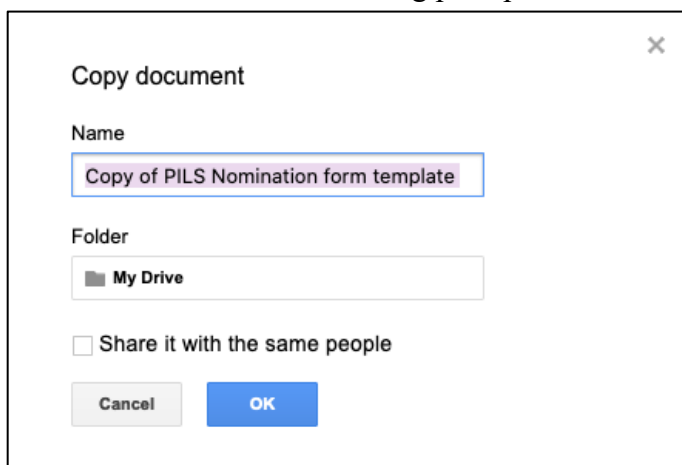 Copy document
Name
Copy of PILS Nomination form template
Folder
My Drive
Share it with the same people
Cancel OK